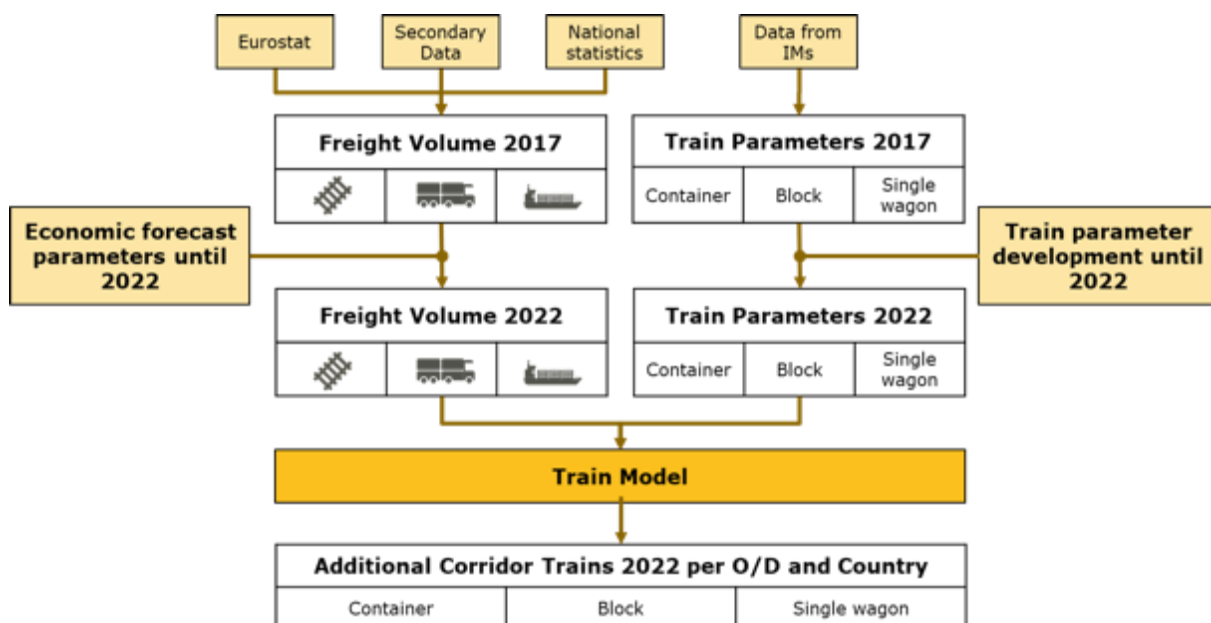 Eurostat
Secondary
Data
National
statistics
Data from
IMs
Freight Volume 2017
Train Parameters 2017
Container
Block
Single
wagon
Economic forecast
parameters until
2022
Train parameter
development until
2022
Freight Volume 2022
Train Parameters 2022
Container
Block
Single
wagon
Train Model
Additional Corridor Trains 2022 per O/D and Country
Container
Block
Single wagon